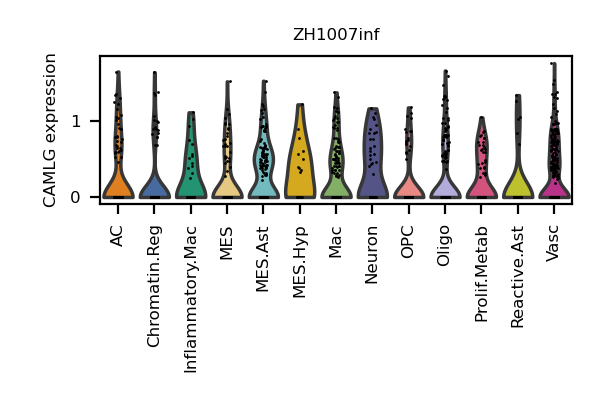 ZH1007inf
CAMLG expression
1
0
AC
Chromatin.Reg
Inflammatory.Mac
MES
MES.Ast
MES.Hyp
Mac
Neuron
OPC
Oligo
Prolif.Metab
Reactive.Ast
Vasc